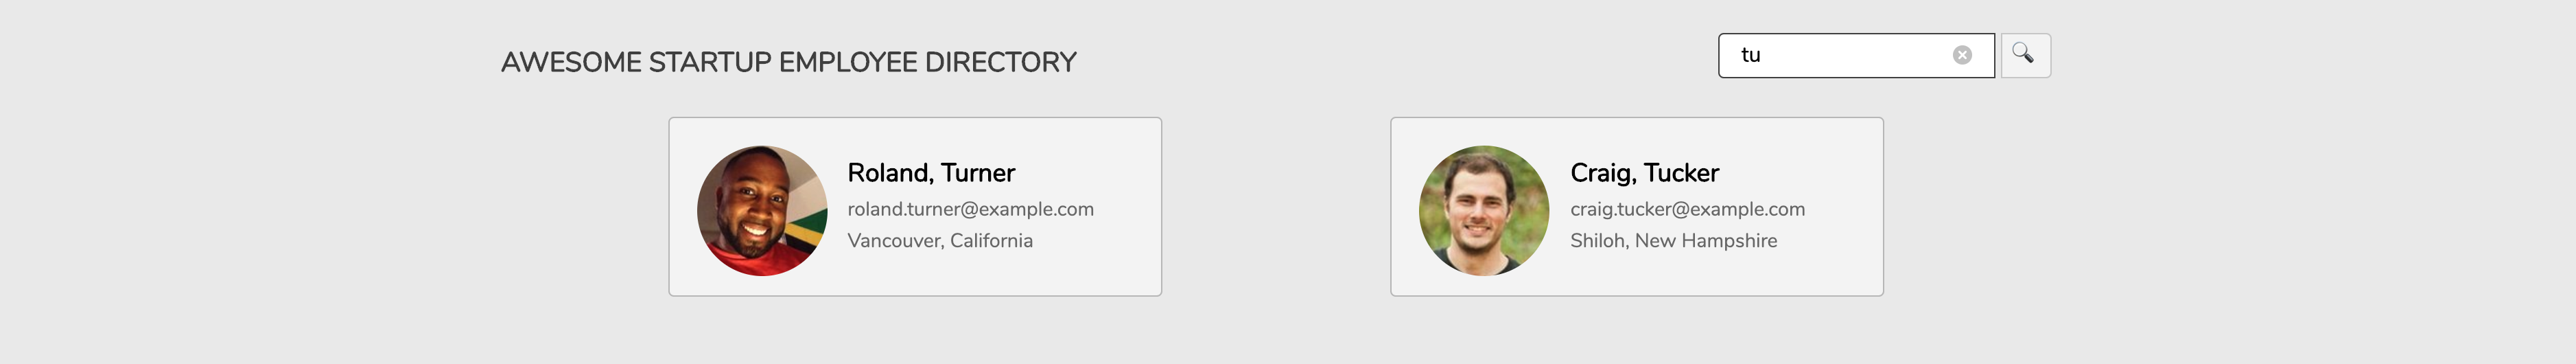 AWESOME STARTUP EMPLOYEE DIRECTORY
tu
Roland, Turner
roland.turner@example.com
Vancouver, California
Craig, Tucker
craig.tucker@example.com
Shiloh, New Hampshire